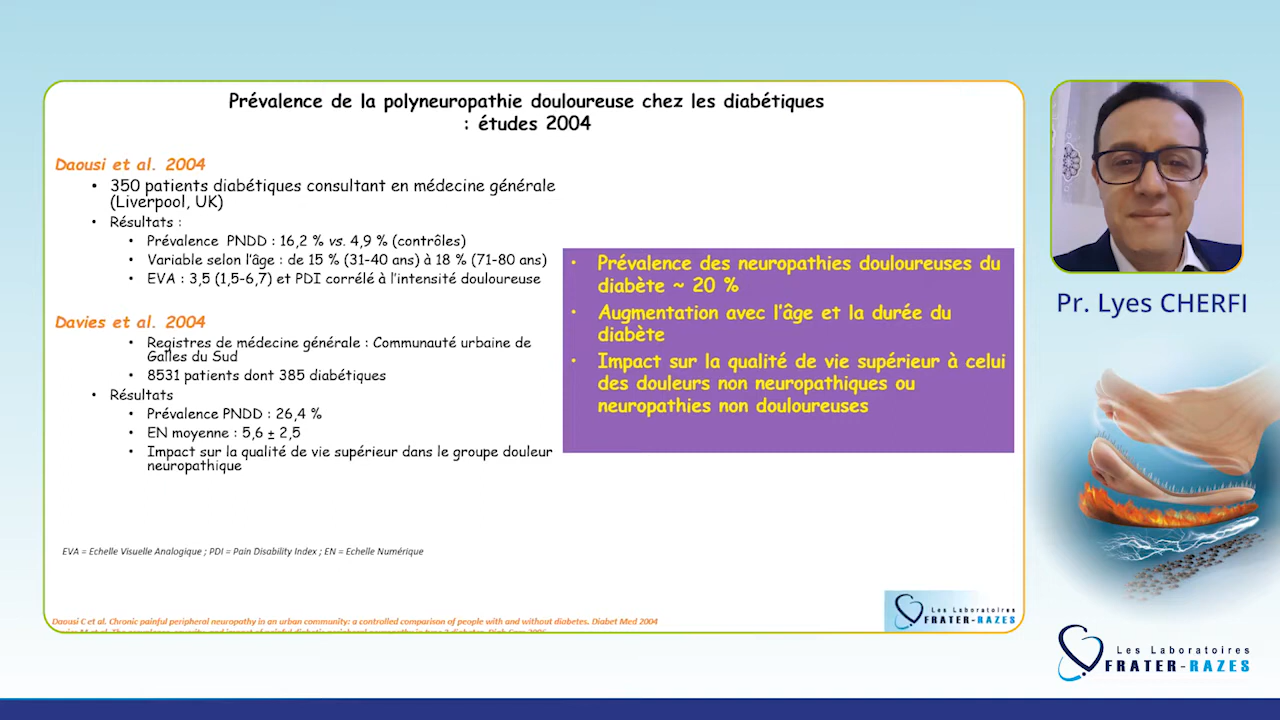 Prévalence de la polyneuropathie douloureuse chez les diabétiques
: études 2004
Daousi et al. 2004
• 350 patients diabétiques consultant en médecine générale
(Liverpool, UK)
• Résultats :
• Prévalence PNDD : 16,2 % vs. 4,9 % (contrôles)
• Variable selon l'âge : de 15 % (31-40 ans) à 18 % (71-80 ans)
• EVA : 3,5 (1,5-6,7) et PDI corrélé à l'intensité douloureuse
Davies et al. 2004
• Registres de médecine générale : Communauté urbaine de
Galles du Sud
• 8531 patients dont 385 diabétiques
• Résultats
• Prévalence PNDD : 26,4 %
• EN moyenne : 5,6 ± 2,5
• Impact sur la qualité de vie supérieur dans le groupe douleur
neuropathique
• Prévalence des neuropathies douloureuses du
diabète ~ 20 %
• Augmentation avec l'âge et la durée du
diabète
• Impact sur la qualité de vie supérieur à celui
des douleurs non neuropathiques ou
neuropathies non douloureuses
EVA = Echelle Visuelle Analogique ; PDI = Pain Disability Index ; EN = Echelle Numérique
Daousi C et al. Chronic painful peripheral neuropathy in an urban community: a controlled comparison of people with and without diabetes. Diabet Med 2004
Les Laboratoires
FRATER-RAZES
Pr. Lyes CHERFI
Les Laboratoires
FRATER-RAZES